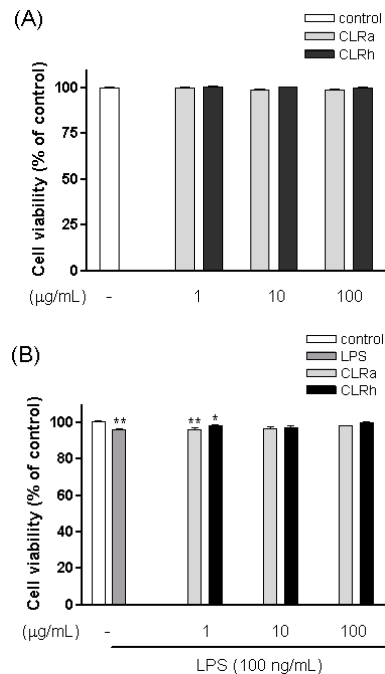 (A)
control
CLRa
CLRh
Cell viability (% of control)
100
75
50
25
0
(μg/mL) - 1 10 100
(B)
control
LPS
CLRa
CLRh
Cell viability (% of control)
100
80
60
40
20
0
** ** *
(μg/mL) - 1 10 100
LPS (100 ng/mL)